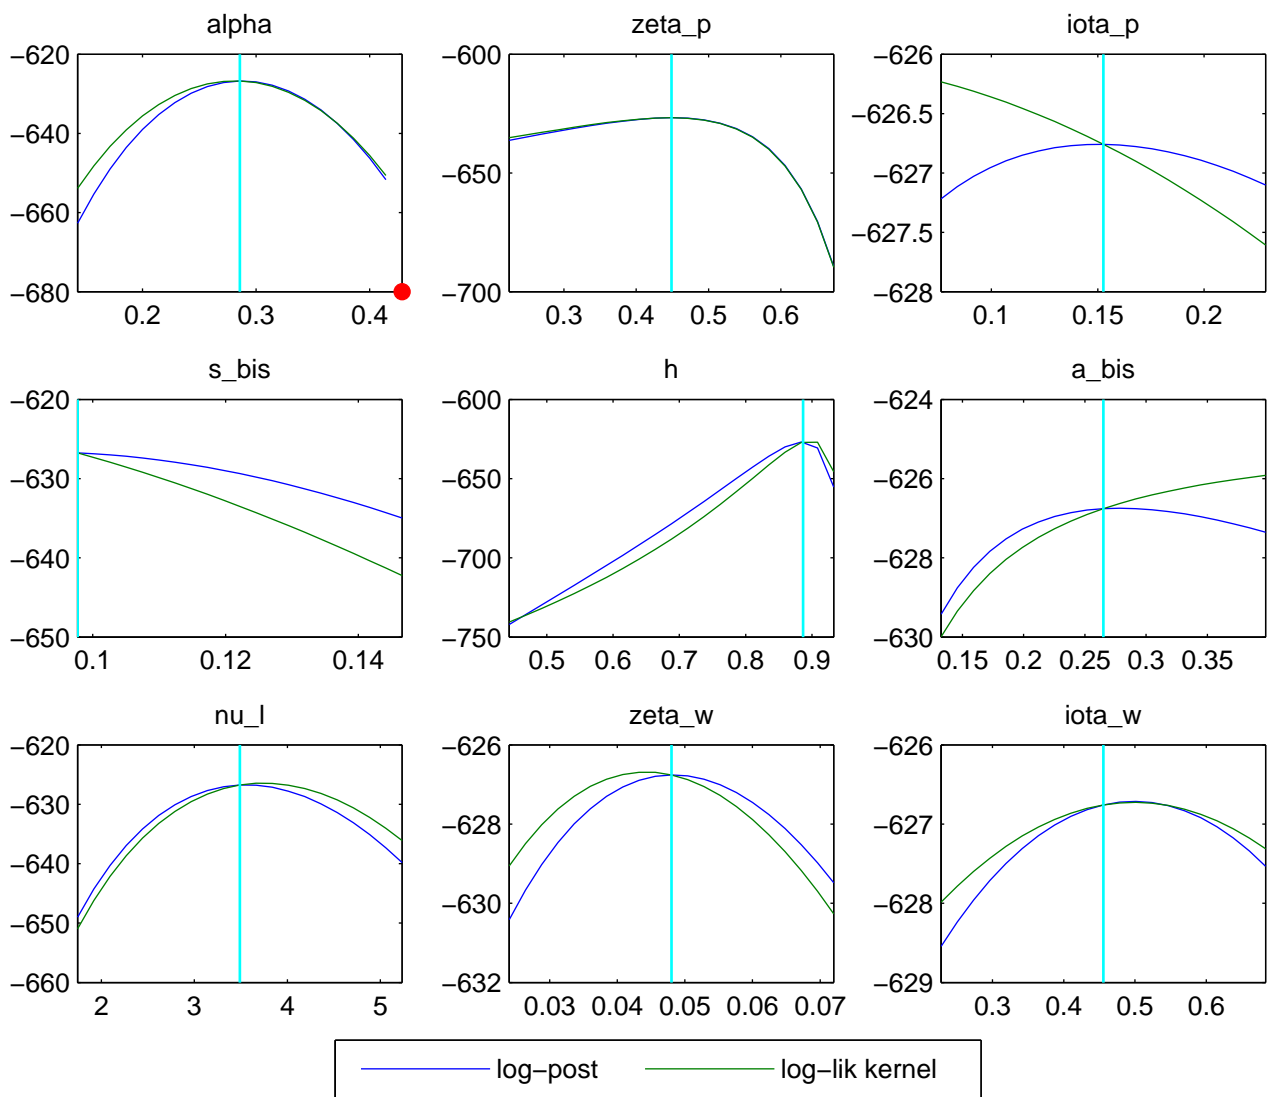 alpha
−620
−640
−660
−680
0.2 0.3 0.4
zeta_p
−600
−650
−700
0.3 0.4 0.5 0.6
iota_p
−626
−626.5
−627
−627.5
−628
0.1 0.15 0.2
s_bis
−620
−630
−640
−650
0.1 0.12 0.14
h
−600
−650
−700
−750
0.5 0.6 0.7 0.8 0.9
a_bis
−624
−626
−628
−630
0.15 0.2 0.25 0.3 0.35
nu_l
−620
−630
−640
−650
−660
2 3 4 5
zeta_w
−626
−628
−630
−632
0.03 0.04 0.05 0.06 0.07
iota_w
−626
−627
−628
−629
0.3 0.4 0.5 0.6
log−post log−lik kernel